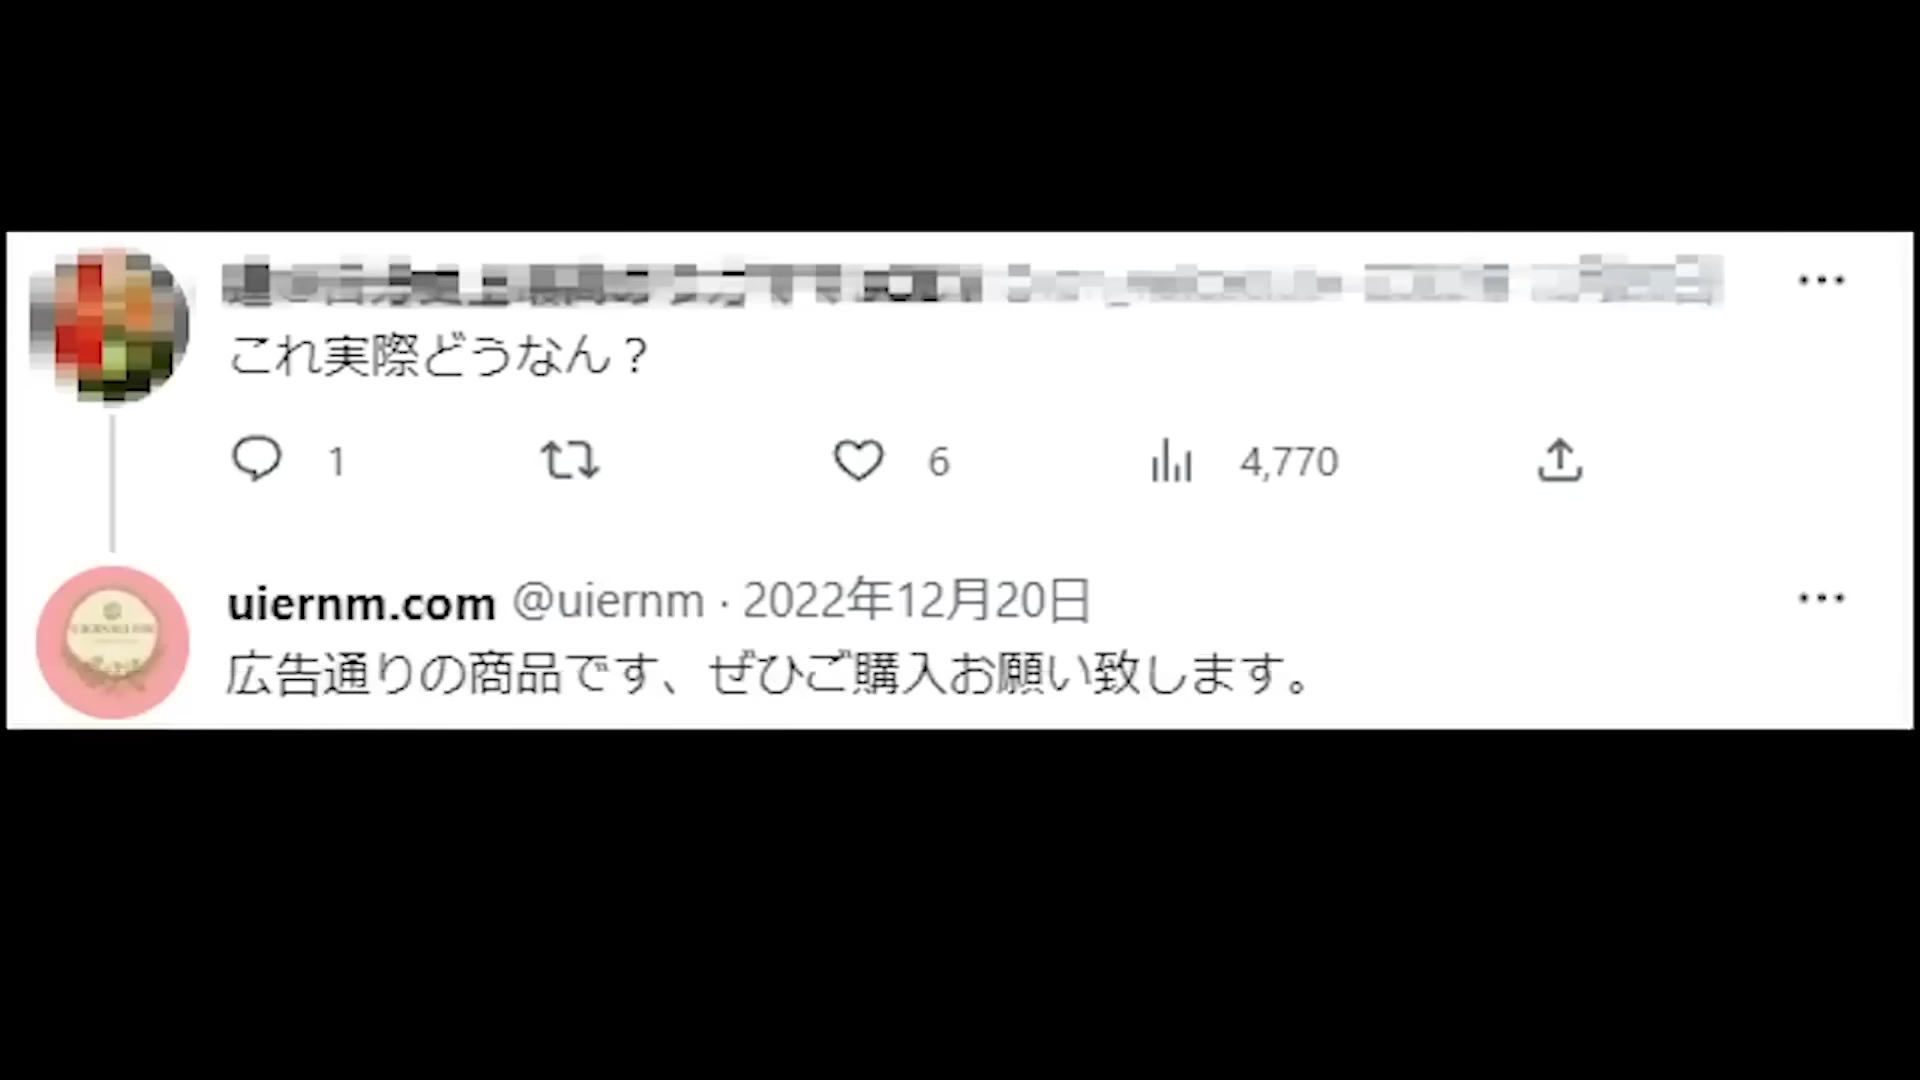 これ実際どうなん？
1
6
4,770
uiernm.com @uiernm · 2022年12月20日
広告通りの商品です、ぜひご購入お願い致します。